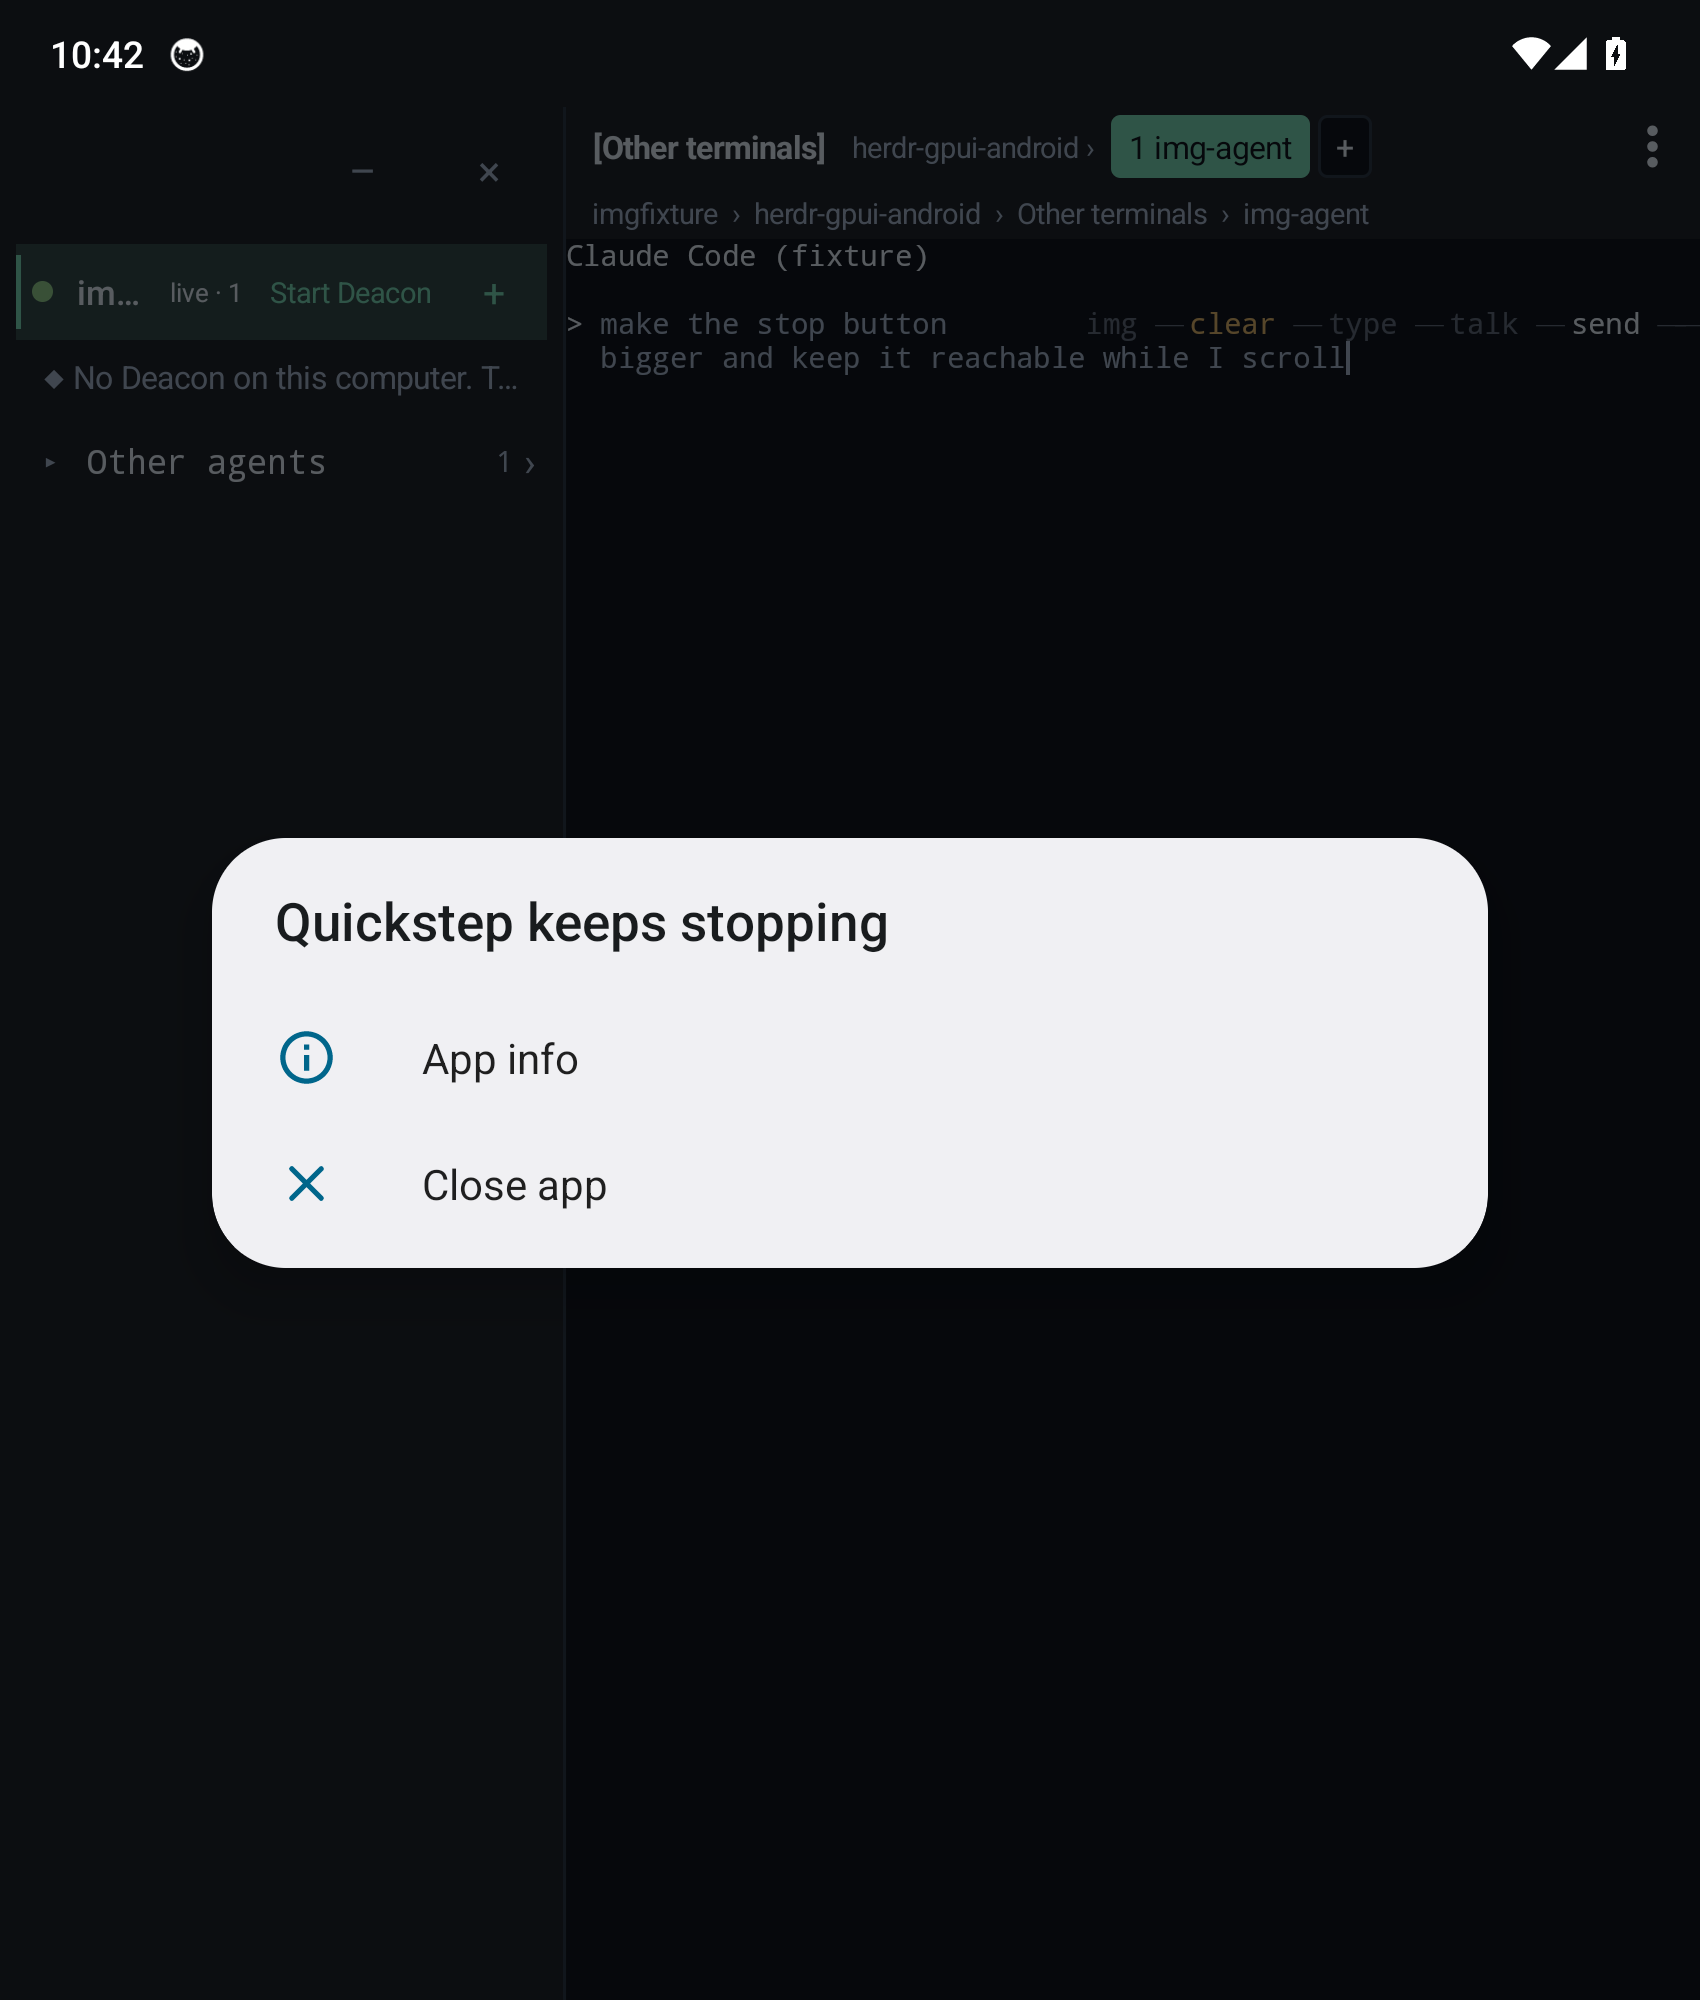 10:42
[Other terminals] herdr-gpui-android › 1 img-agent +
imgfixture › herdr-gpui-android › Other terminals › img-agent
im… live · 1 Start Deacon +
◆ No Deacon on this computer. T…
▸ Other agents 1 ›
Claude Code (fixture)
> make the stop button img —clear —type —talk —send —
bigger and keep it reachable while I scroll
Quickstep keeps stopping
App info
Close app